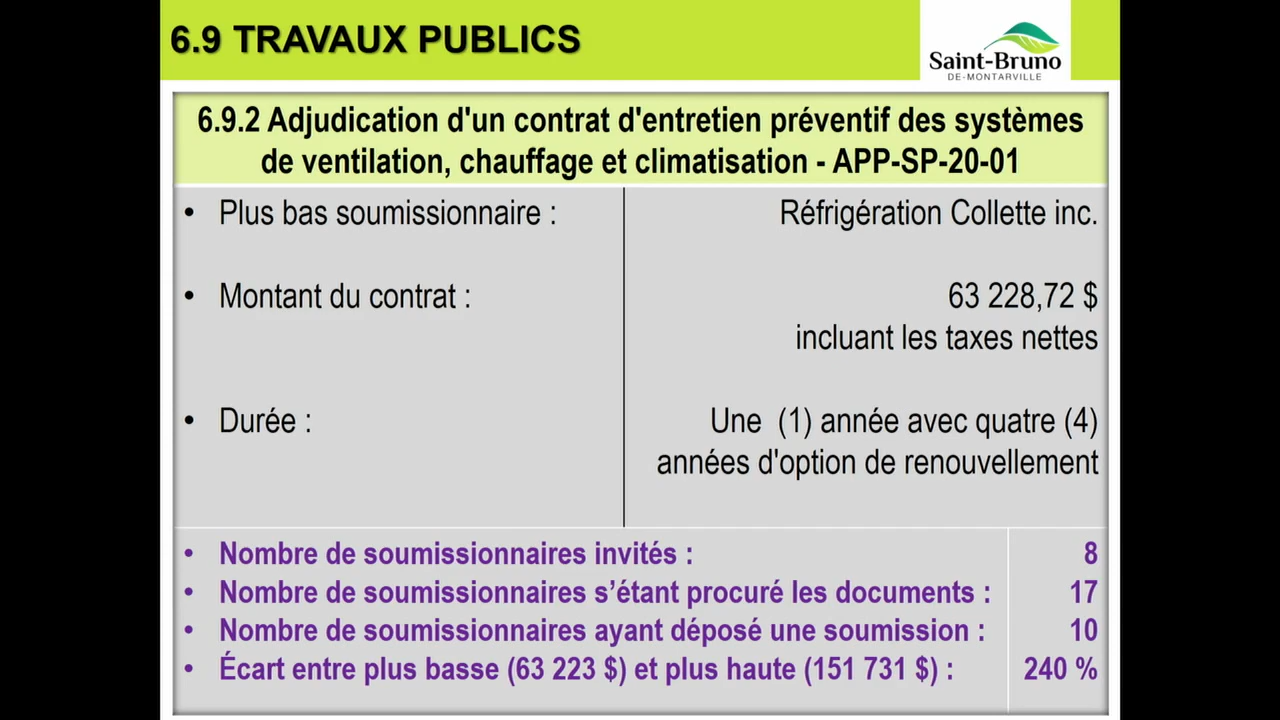 6.9 TRAVAUX PUBLICS
Saint-Bruno
DE-MONTARVILLE
6.9.2 Adjudication d'un contrat d'entretien préventif des systèmes
de ventilation, chauffage et climatisation - APP-SP-20-01
• Plus bas soumissionnaire : Réfrigération Collette inc.
• Montant du contrat : 63 228,72 $
incluant les taxes nettes
• Durée : Une (1) année avec quatre (4)
années d'option de renouvellement
• Nombre de soumissionnaires invités : 8
• Nombre de soumissionnaires s’étant procuré les documents : 17
• Nombre de soumissionnaires ayant déposé une soumission : 10
• Écart entre plus basse (63 223 $) et plus haute (151 731 $) : 240 %